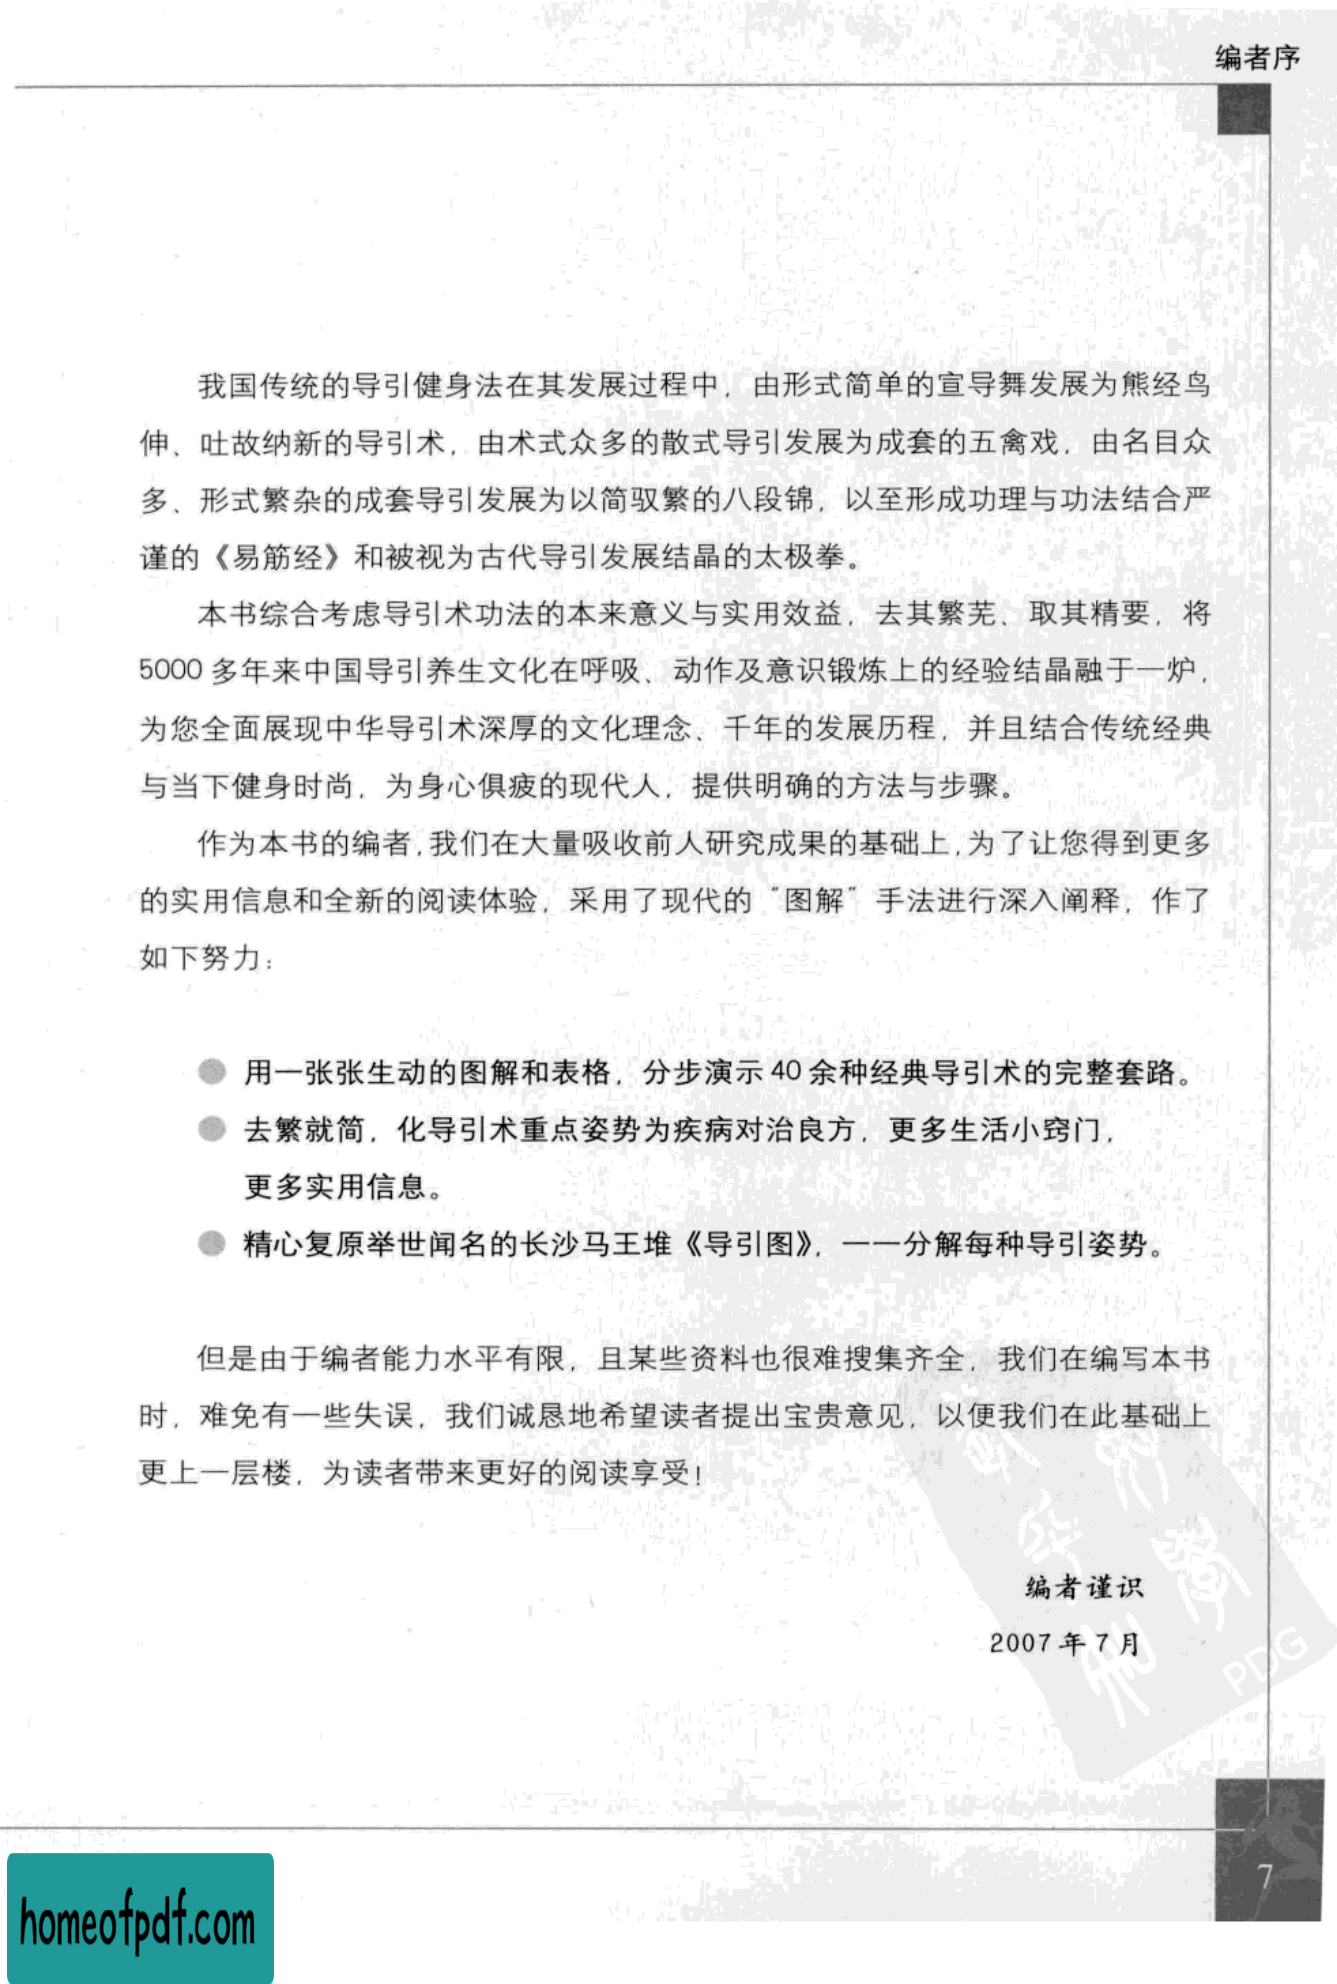 编者序
我国传统的导引健身法在其发展过程中，由形式简单的宣导舞发展为熊经鸟
伸、吐故纳新的导引术，由术式众多的散式导引发展为成套的五禽戏，由名目众
多、形式繁杂的成套导引发展为以简驭繁的八段锦，以至形成功理与功法结合严
谨的《易筋经》和被视为古代导引发展结晶的太极拳。
本书综合考虑导引术功法的本来意义与实用效益，去其繁芜、取其精要，将
5000多年来中国导引养生文化在呼吸、动作及意识锻炼上的经验结晶融于一炉，
为您全面展现中华导引术深厚的文化理念、千年的发展历程，并且结合传统经典
与当下健身时尚，为身心俱疲的现代人，提供明确的方法与步骤。
作为本书的编者，我们在大量吸收前人研究成果的基础上，为了让您得到更多
的实用信息和全新的阅读体验，采用了现代的“图解”手法进行深入阐释，作了
如下努力：
● 用一张张生动的图解和表格，分步演示40余种经典导引术的完整套路。
● 去繁就简，化导引术重点姿势为疾病对治良方，更多生活小窍门，
更多实用信息。
● 精心复原举世闻名的长沙马王堆《导引图》，一一分解每种导引姿势。
但是由于编者能力水平有限，且某些资料也很难搜集齐全，我们在编写本书
时，难免有一些失误，我们诚恳地希望读者提出宝贵意见，以便我们在此基础上
更上一层楼，为读者带来更好的阅读享受！
编者谨识
2007年7月
PDG
7
homeofpdf.com